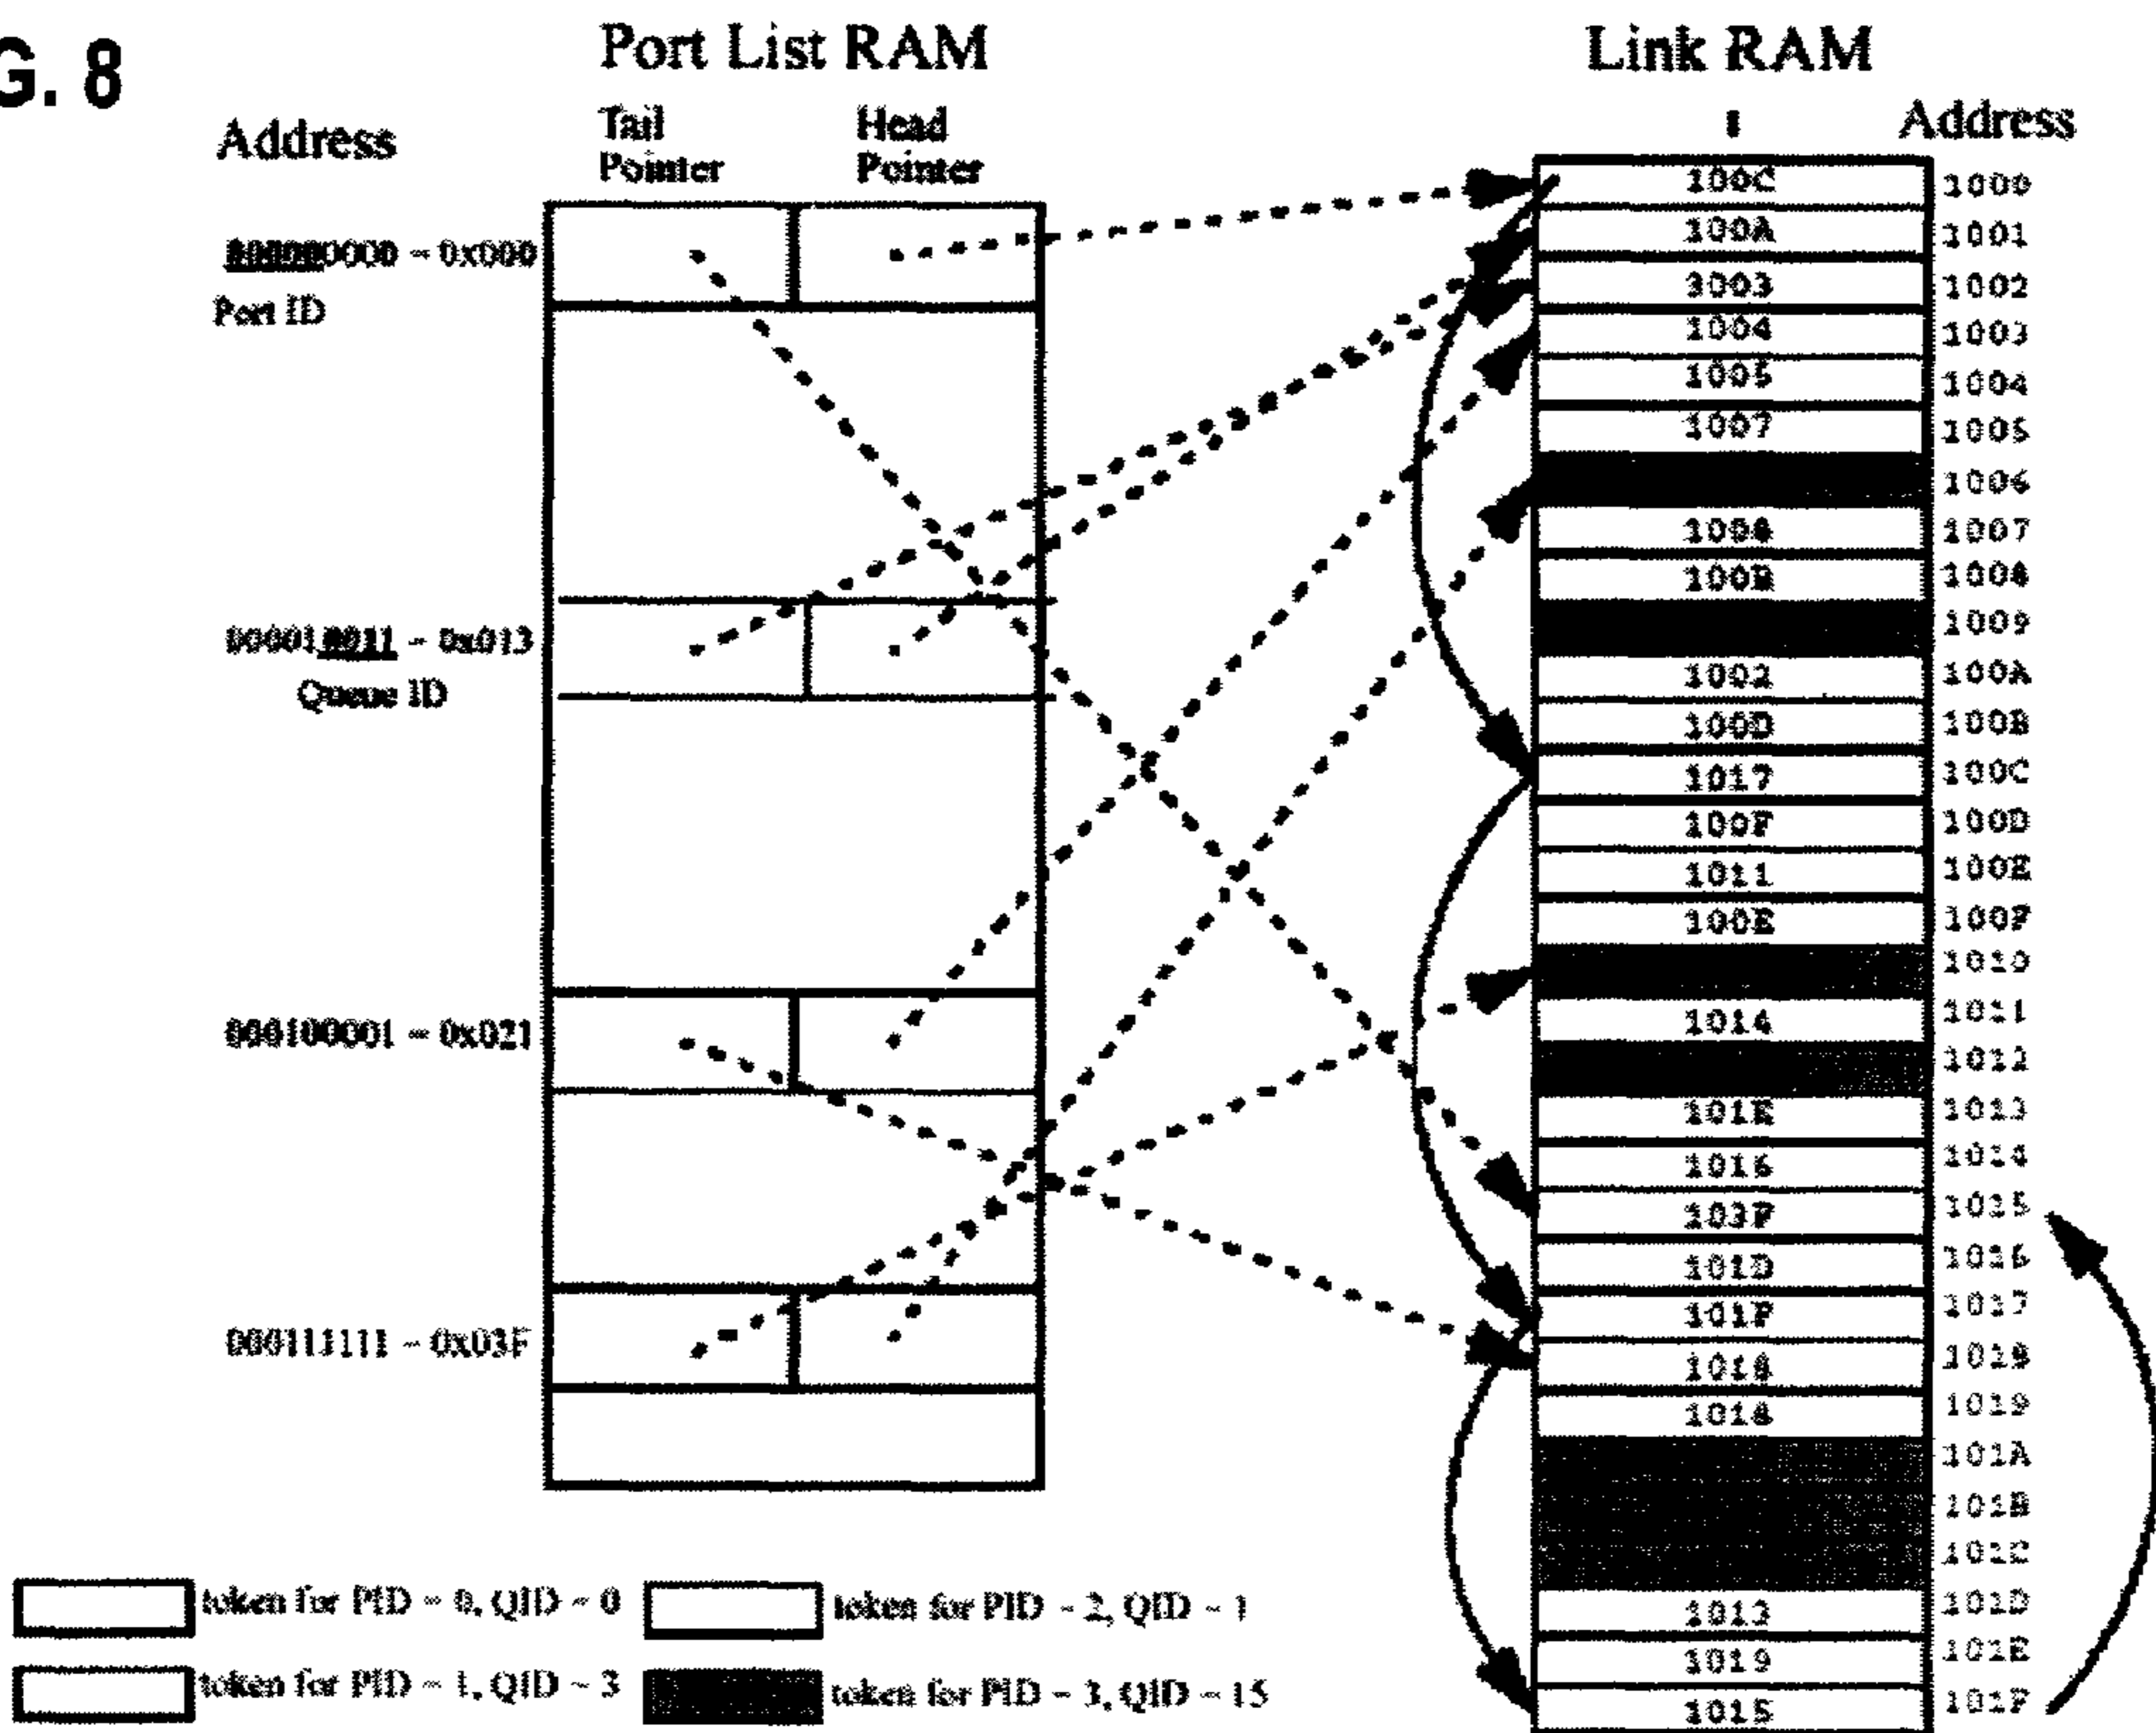 G. 8
Port List RAM
Link RAM
Address
Tail Pointer
Head Pointer
Address
000000000 - 0x000
Port ID
000010011 - 0x013
Queue ID
000100001 - 0x021
000111111 - 0x03F
100C 1000
100A 1001
3003 1002
1004 1003
1005 1004
1007 1005
1006
1008 1007
100B 1008
1009
1002 100A
100D 100B
1017 100C
100F 100D
1011 100E
100E 100F
1010
1014 1011
1012
101E 1013
1016 1014
103F 1015
101D 1016
101F 1017
1018 1018
1018 1019
101A
101B
101C
1013 101D
1019 101E
1015 101F
token for PID - 0, QID - 0
token for PID - 2, QID - 1
token for PID - 1, QID - 3
token for PID - 3, QID - 15